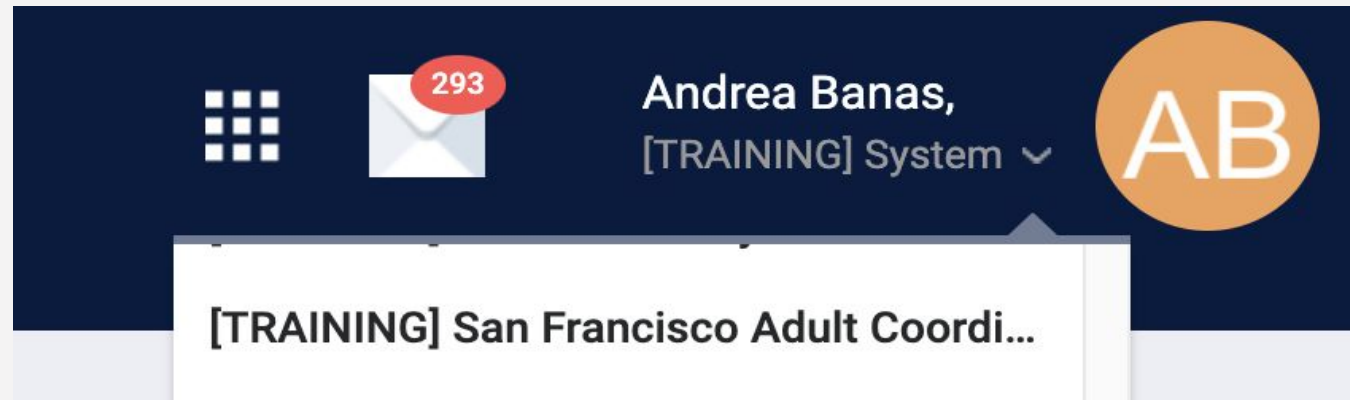 293
Andrea Banas,
[TRAINING] System
AB
[TRAINING] San Francisco Adult Coordi...